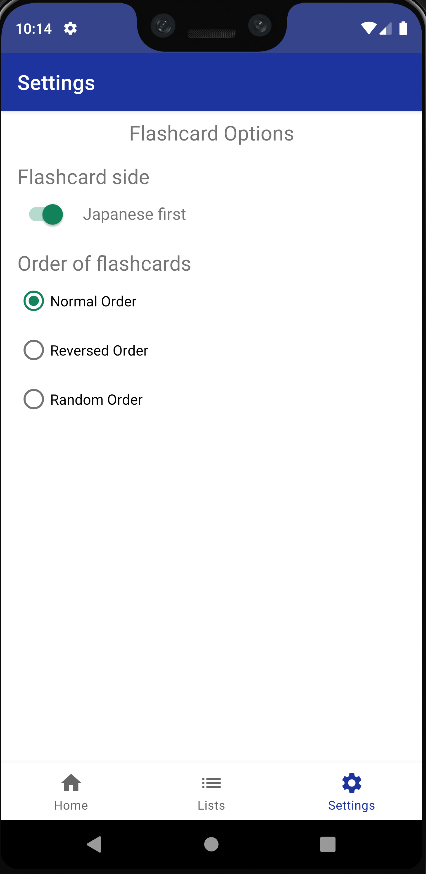 10:14
Settings
Flashcard Options
Flashcard side
Japanese first
Order of flashcards
Normal Order
Reversed Order
Random Order
Home
Lists
Settings